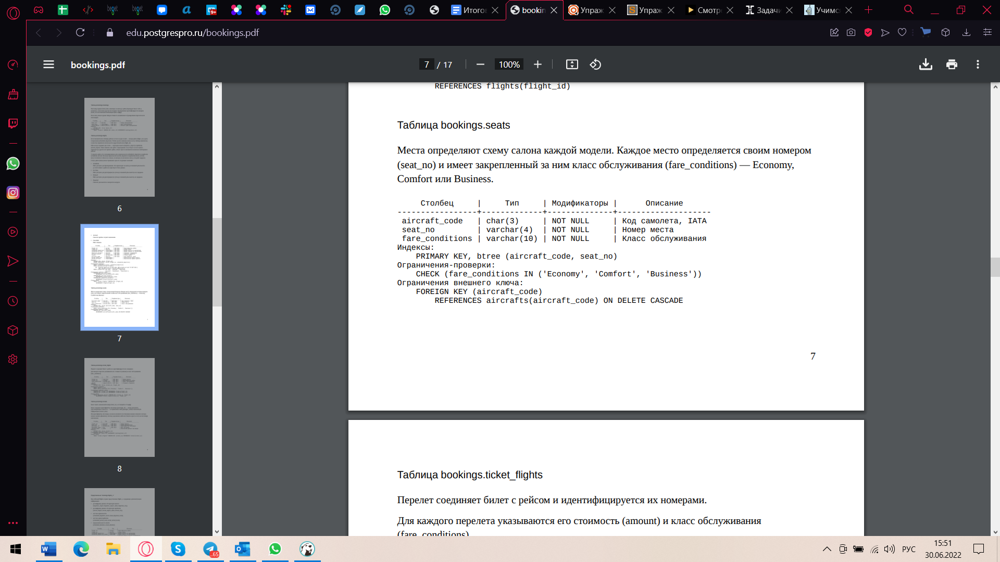 Итого
bookin
Упраж
Упраж
Смотр
Задачи
Учимс
edu.postgrespro.ru/bookings.pdf
bookings.pdf
7 / 17
100%
REFERENCES flights(flight_id)
Таблица bookings.seats
Места определяют схему салона каждой модели. Каждое место определяется своим номером
(seat_no) и имеет закрепленный за ним класс обслуживания (fare_conditions) — Economy,
Comfort или Business.
Столбец | Тип | Модификаторы | Описание
-----------------+-------------+--------------+--------------------
aircraft_code | char(3) | NOT NULL | Код самолета, IATA
seat_no | varchar(4) | NOT NULL | Номер места
fare_conditions | varchar(10) | NOT NULL | Класс обслуживания
Индексы:
PRIMARY KEY, btree (aircraft_code, seat_no)
Ограничения-проверки:
CHECK (fare_conditions IN ('Economy', 'Comfort', 'Business'))
Ограничения внешнего ключа:
FOREIGN KEY (aircraft_code)
REFERENCES aircrafts(aircraft_code) ON DELETE CASCADE
7
Таблица bookings.ticket_flights
Перелет соединяет билет с рейсом и идентифицируется их номерами.
Для каждого перелета указываются его стоимость (amount) и класс обслуживания
(fare_conditions)
6
7
8
РУС
15:51
30.06.2022